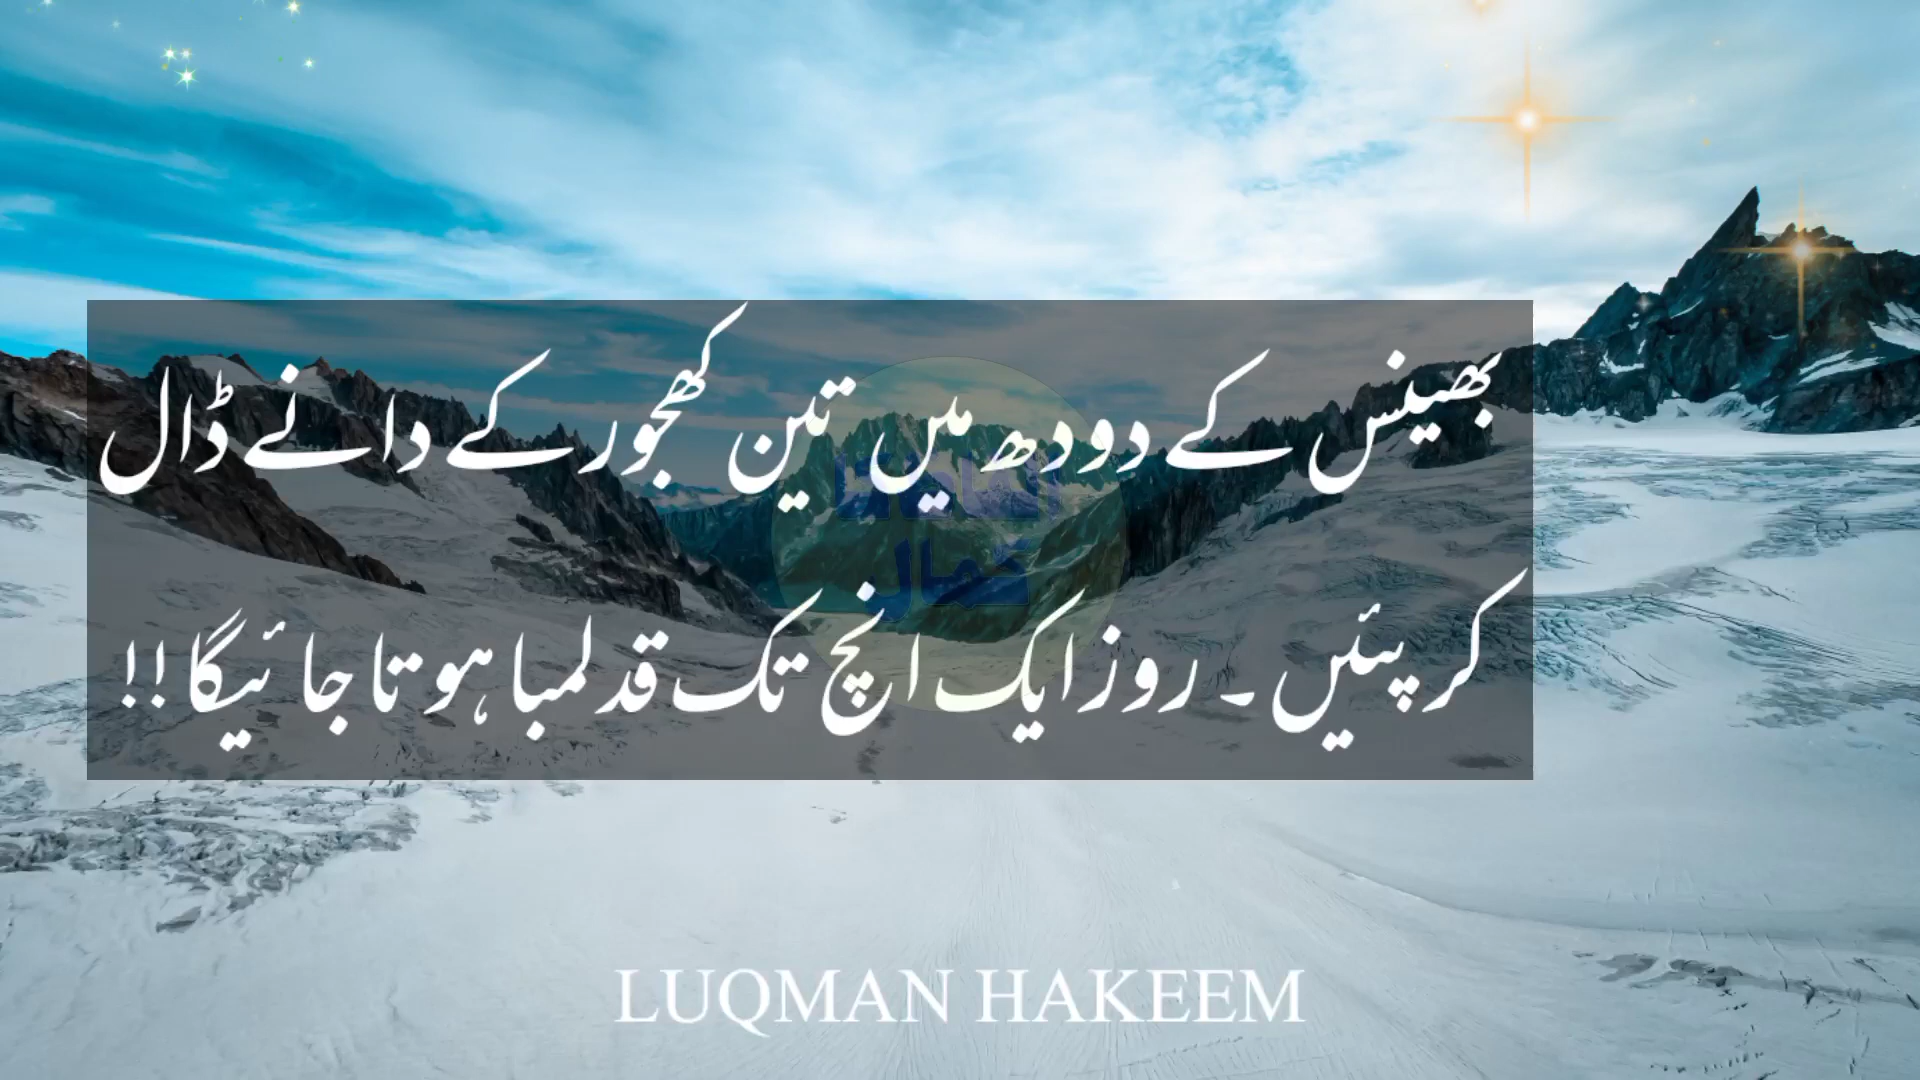 بھینس کے دودھ میں تین کھجور کے دانے ڈال
کر پئیں ۔ روز ایک انچ تک قد لمبا ہوتا جائیگا !!
کمال
LUQMAN HAKEEM